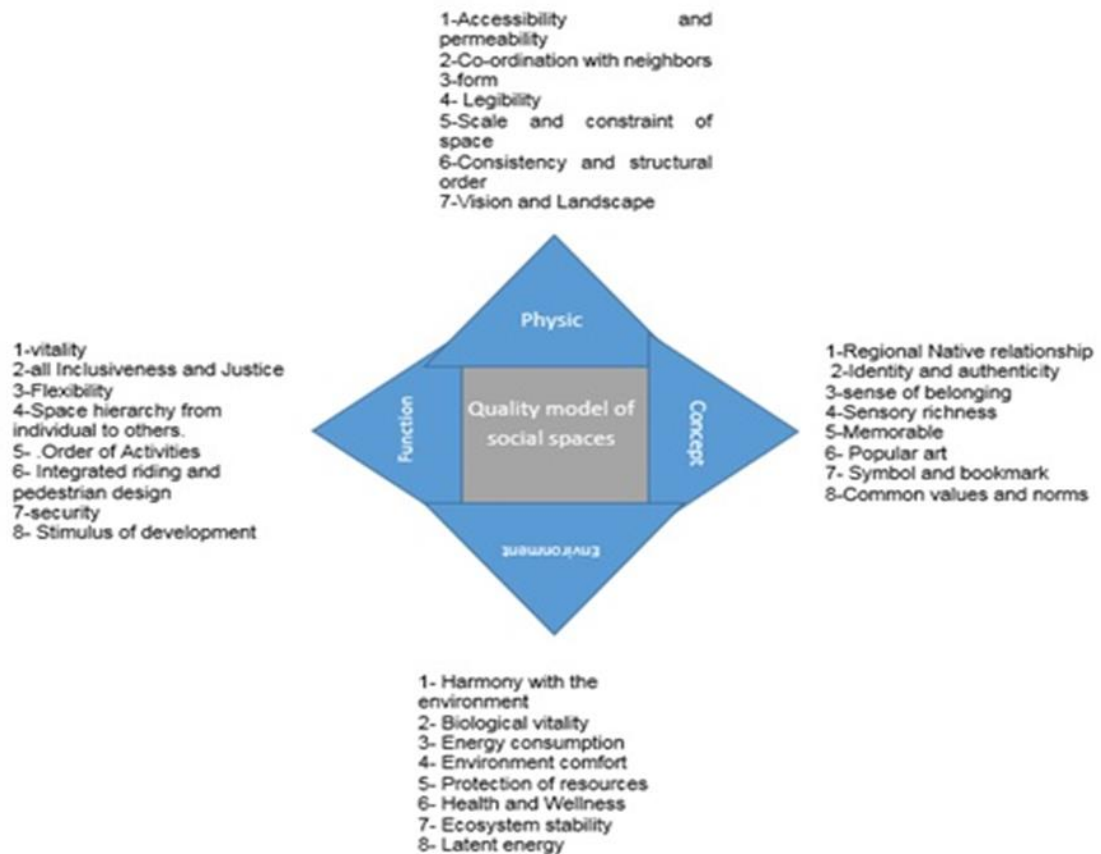 1-Accessibility and
permeability
2-Co-ordination with neighbors
3-form
4- Legibility
5-Scale and constraint of
space
6-Consistency and structural
order
7-Vision and Landscape
Physic
1-vitality
2-all Inclusiveness and Justice
3-Flexibility
4-Space hierarchy from
individual to others.
5- .Order of Activities
6- Integrated riding and
pedestrian design
7-security
8- Stimulus of development
Function
Quality model of
social spaces
Concept
1-Regional Native relationship
2-Identity and authenticity
3-sense of belonging
4-Sensory richness
5-Memorable
6- Popular art
7- Symbol and bookmark
8-Common values and norms
Environment
1- Harmony with the
environment
2- Biological vitality
3- Energy consumption
4- Environment comfort
5- Protection of resources
6- Health and Wellness
7- Ecosystem stability
8- Latent energy